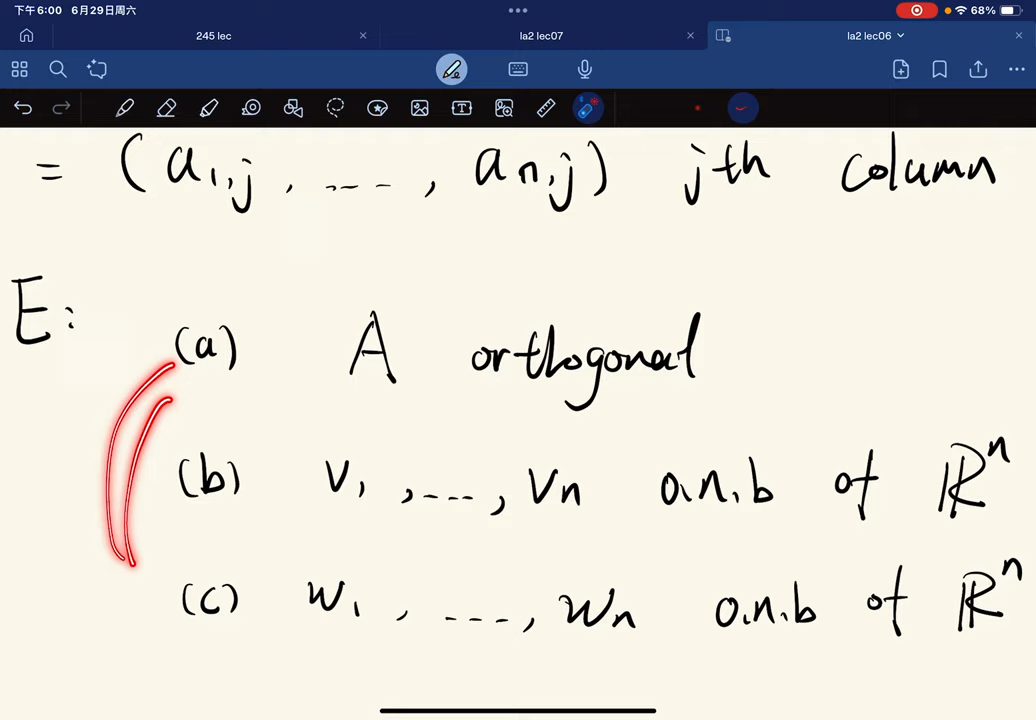 下午6:00 6月29日周六 68%
245 lec la2 lec07 la2 lec06
= (a1,j, ..., an,j) jth column
E:
(a) A orthogonal
(b) v1, ..., vn o.n.b of ℝn
(c) w1, ..., wn o.n.b of ℝn